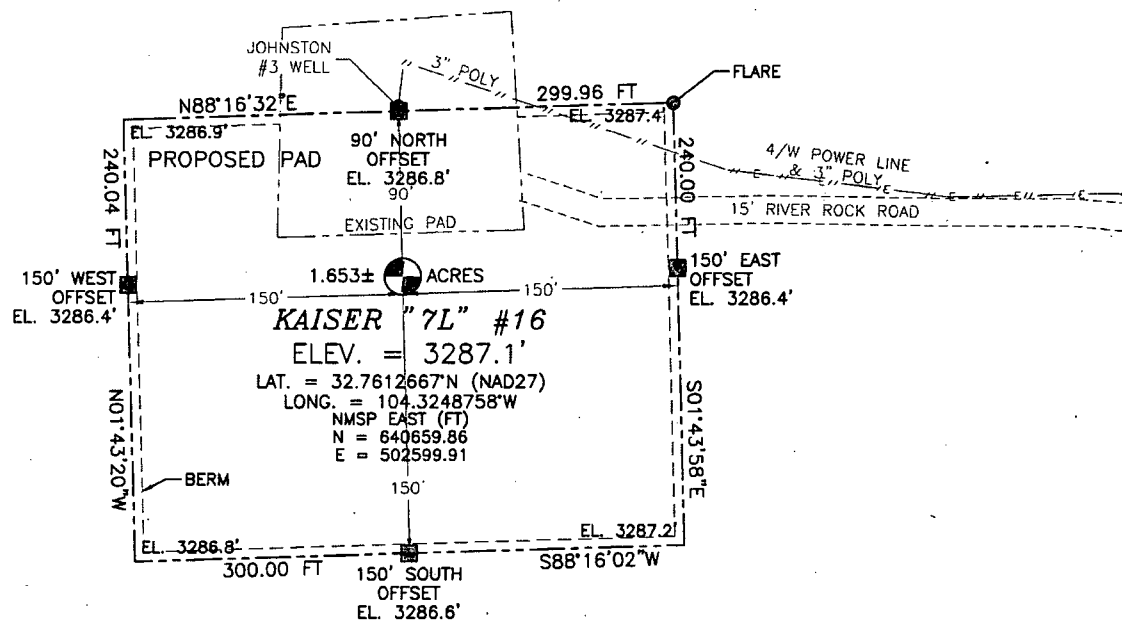 JOHNSTON
#3 WELL
3" POLY
FLARE
N88°16'32"E
299.96 FT
EL. 3286.9'
EL. 3287.4'
PROPOSED PAD
90' NORTH
OFFSET
EL. 3286.8'
90'
4/W POWER LINE
& 3" POLY
240.04 FT
240.00 FT
EXISTING PAD
15' RIVER ROCK ROAD
150' WEST
OFFSET
EL. 3286.4'
1.653± ACRES
150' EAST
OFFSET
EL. 3286.4'
150'
150'
KAISER "7L" #16
ELEV. = 3287.1'
LAT. = 32.7612667°N (NAD27)
LONG. = 104.3248758°W
NMSP EAST (FT)
N = 640659.86
E = 502599.91
N01°43'20"W
S01°43'58"E
BERM
150'
EL. 3286.8'
EL. 3287.2'
300.00 FT
S88°16'02"W
150' SOUTH
OFFSET
EL. 3286.6'